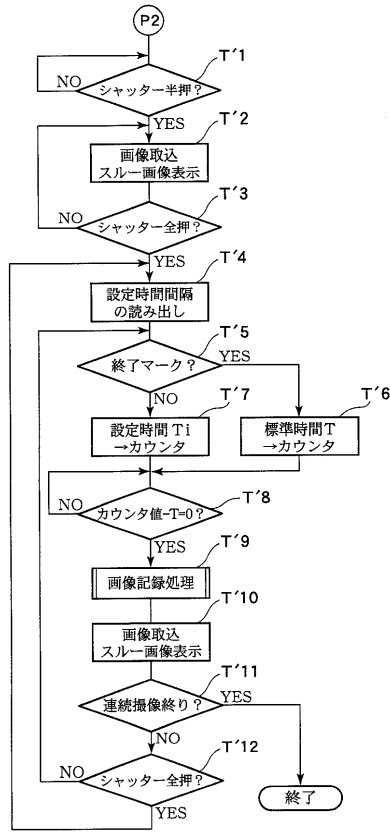 P2
T'1
シャッター半押?
NO
YES
T'2
画像取込
スルー画像表示
T'3
シャッター全押?
NO
YES
T'4
設定時間間隔
の読み出し
T'5
終了マーク?
YES
NO
T'7
設定時間Ti
→カウンタ
T'6
標準時間T
→カウンタ
T'8
カウンタ値-T=0?
NO
YES
T'9
画像記録処理
T'10
画像取込
スルー画像表示
T'11
連続撮像終り?
YES
NO
T'12
シャッター全押?
NO
YES
終了